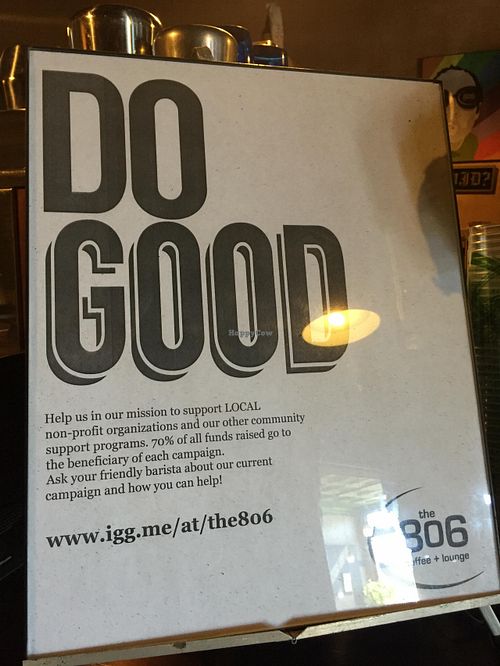 DO
GOOD
HappyCow
Help us in our mission to support LOCAL
non-profit organizations and our other community
support programs. 70% of all funds raised go to
the beneficiary of each campaign.
Ask your friendly barista about our current
campaign and how you can help!
www.igg.me/at/the806
the
806
coffee + lounge